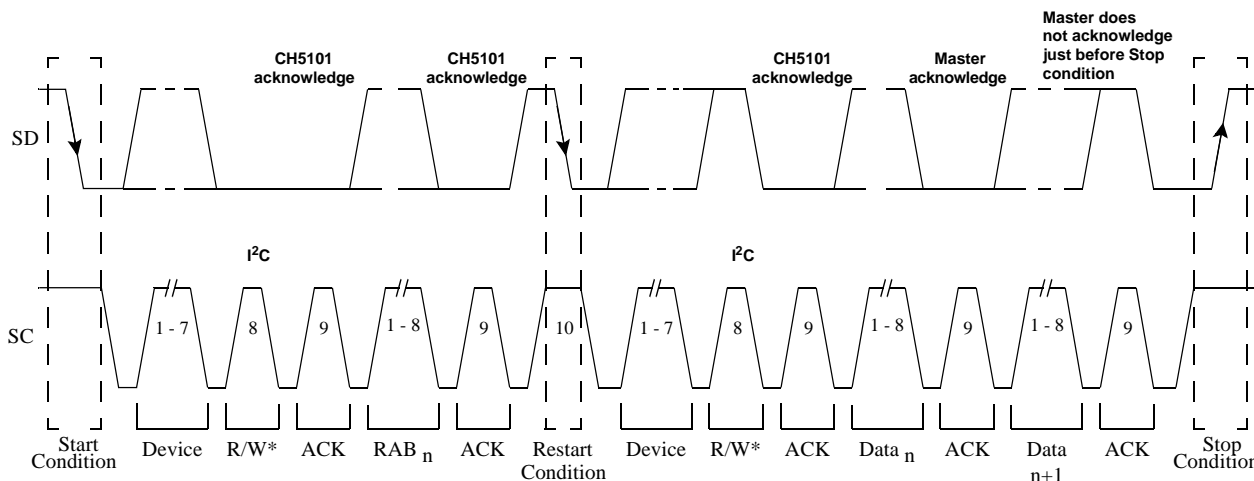 Master does
not acknowledge
just before Stop
condition
CH5101
acknowledge
CH5101
acknowledge
CH5101
acknowledge
Master
acknowledge
SD
I²C
I²C
SC
1 - 7
8
9
1 - 8
9
10
1 - 7
8
9
1 - 8
9
1 - 8
9
Start
Condition
Device
R/W*
ACK
RAB n
ACK
Restart
Condition
Device
R/W*
ACK
Data n
ACK
Data
n+1
ACK
Stop
Condition